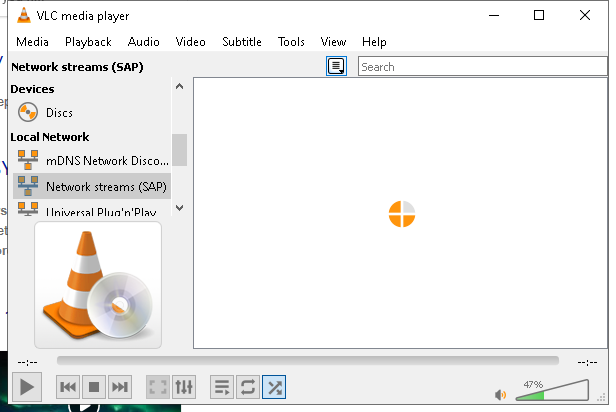 VLC media player
Media Playback Audio Video Subtitle Tools View Help
Network streams (SAP)
Search
Devices
Discs
Local Network
mDNS Network Disco...
Network streams (SAP)
Universal Plug'n'Play
--:--
--:--
47%